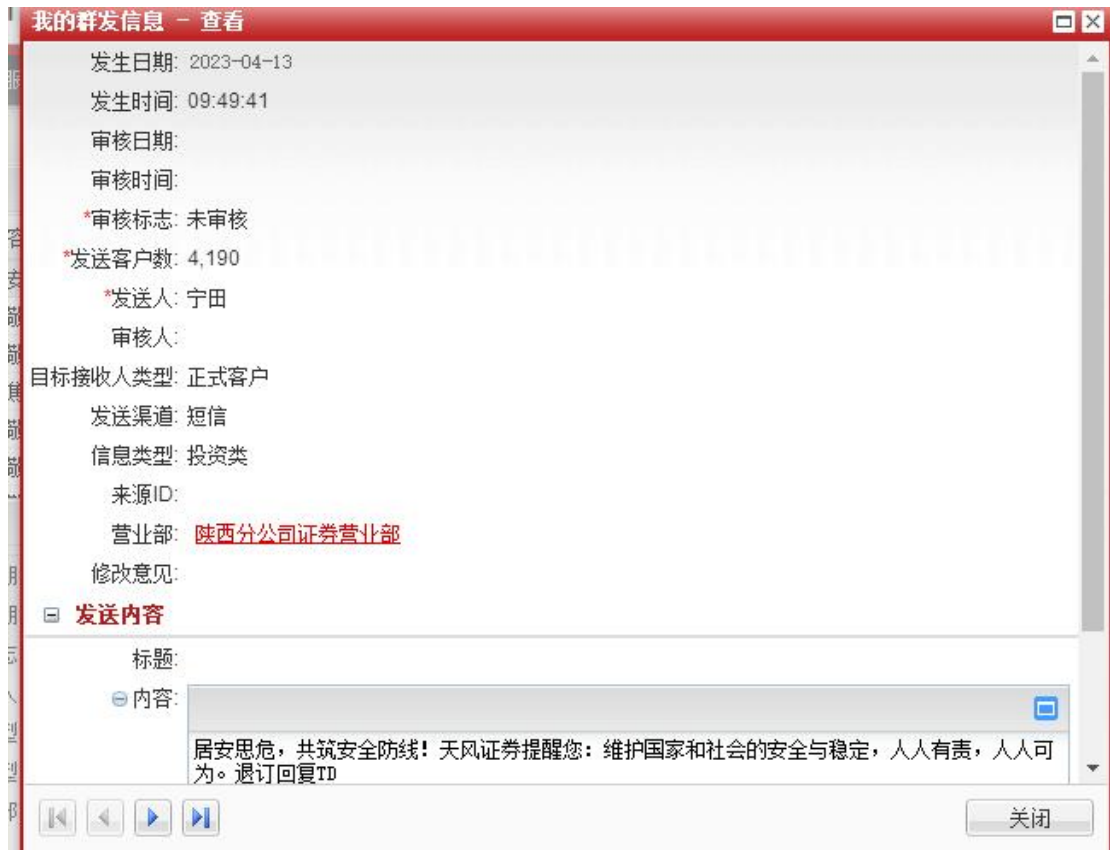 我的群发信息 - 查看
发生日期: 2023-04-13
发生时间: 09:49:41
审核日期:
审核时间:
*审核标志: 未审核
*发送客户数: 4,190
*发送人: 宁田
审核人:
目标接收人类型: 正式客户
发送渠道: 短信
信息类型: 投资类
来源ID:
营业部: 陕西分公司证券营业部
修改意见:
发送内容
标题:
内容:
居安思危，共筑安全防线！天风证券提醒您：维护国家和社会的安全与稳定，人人有责，人人可
为。退订回复TD
关闭